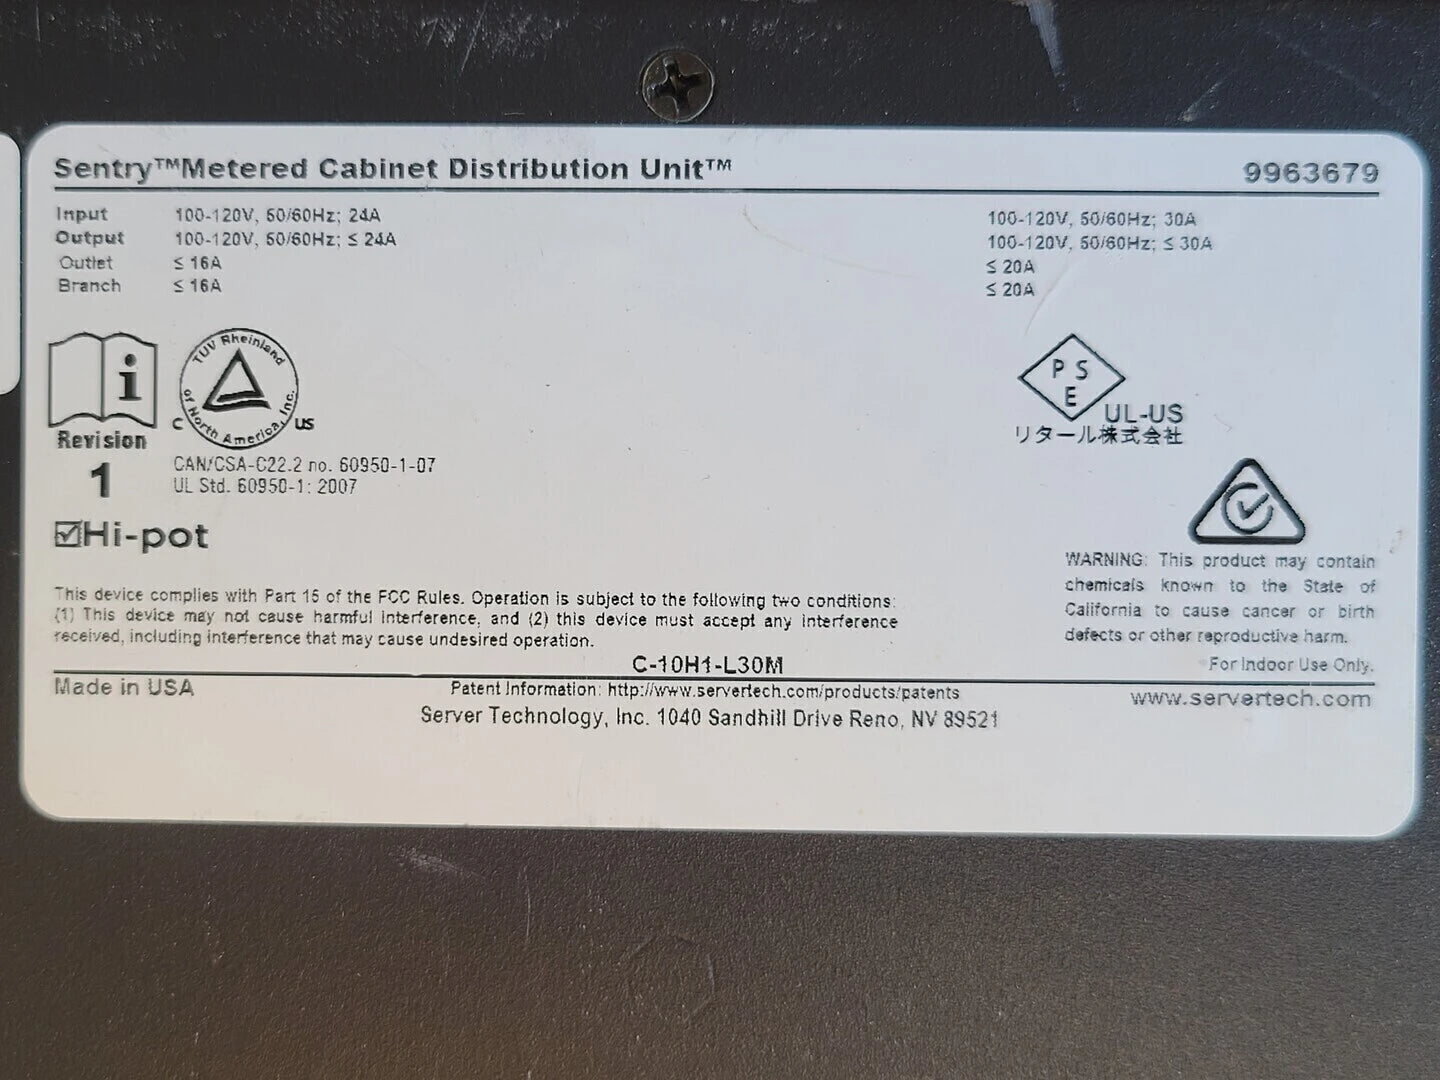 Sentry™Metered Cabinet Distribution Unit™ 9963679
Input 100-120V, 50/60Hz; 24A 100-120V, 50/60Hz; 30A
Output 100-120V, 50/60Hz; ≤ 24A 100-120V, 50/60Hz; ≤ 30A
Outlet ≤ 16A ≤ 20A
Branch ≤ 16A ≤ 20A
i
Revision
1
TUV Rheinland
of North America, Inc.
C US
CAN/CSA-C22.2 no. 60950-1-07
UL Std. 60950-1: 2007
P S
E
UL-US
リタール株式会社
Hi-pot
WARNING: This product may contain
chemicals known to the State of
California to cause cancer or birth
defects or other reproductive harm.
For Indoor Use Only.
This device complies with Part 15 of the FCC Rules. Operation is subject to the following two conditions:
(1) This device may not cause harmful interference, and (2) this device must accept any interference
received, including interference that may cause undesired operation.
C-10H1-L30M
Made in USA Patent Information: http://www.servertech.com/products/patents www.servertech.com
Server Technology, Inc. 1040 Sandhill Drive Reno, NV 89521